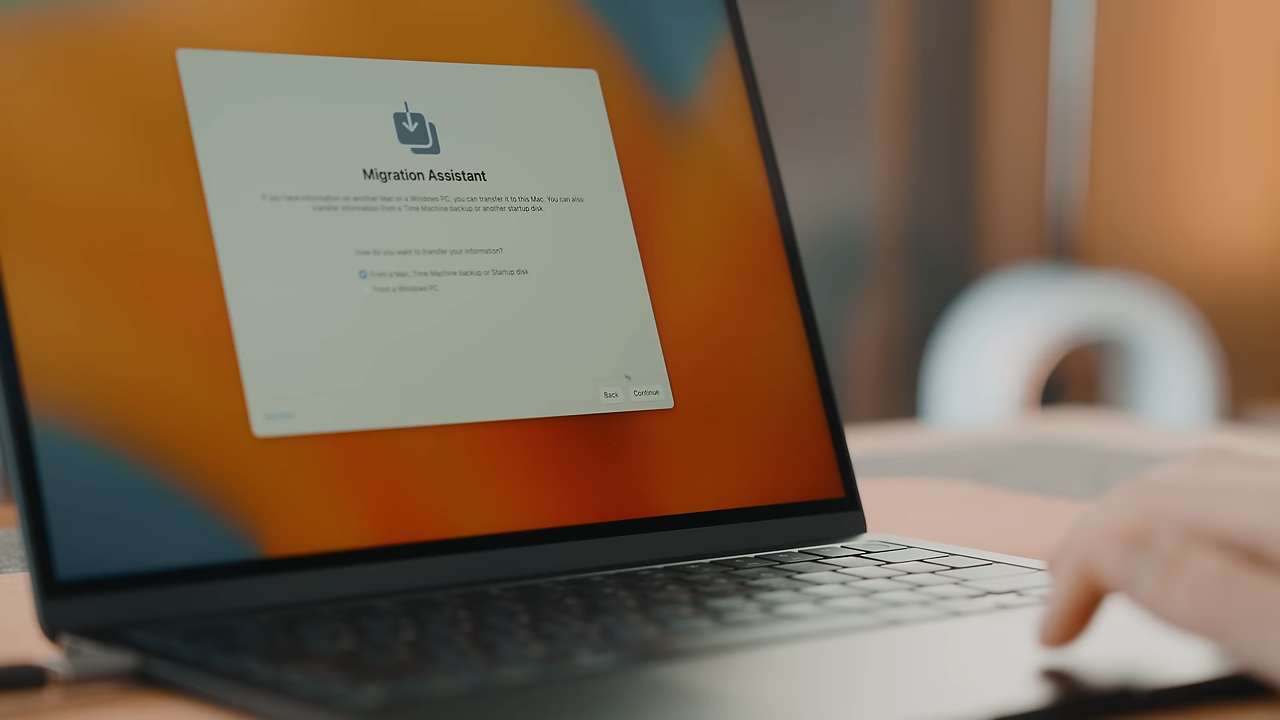 Migration Assistant
If you have information on another Mac or a Windows PC, you can transfer it to this Mac. You can also
transfer information from a Time Machine backup or another startup disk.
How do you want to transfer your information?
From a Mac, Time Machine backup or Startup disk
From a Windows PC
Back
Continue